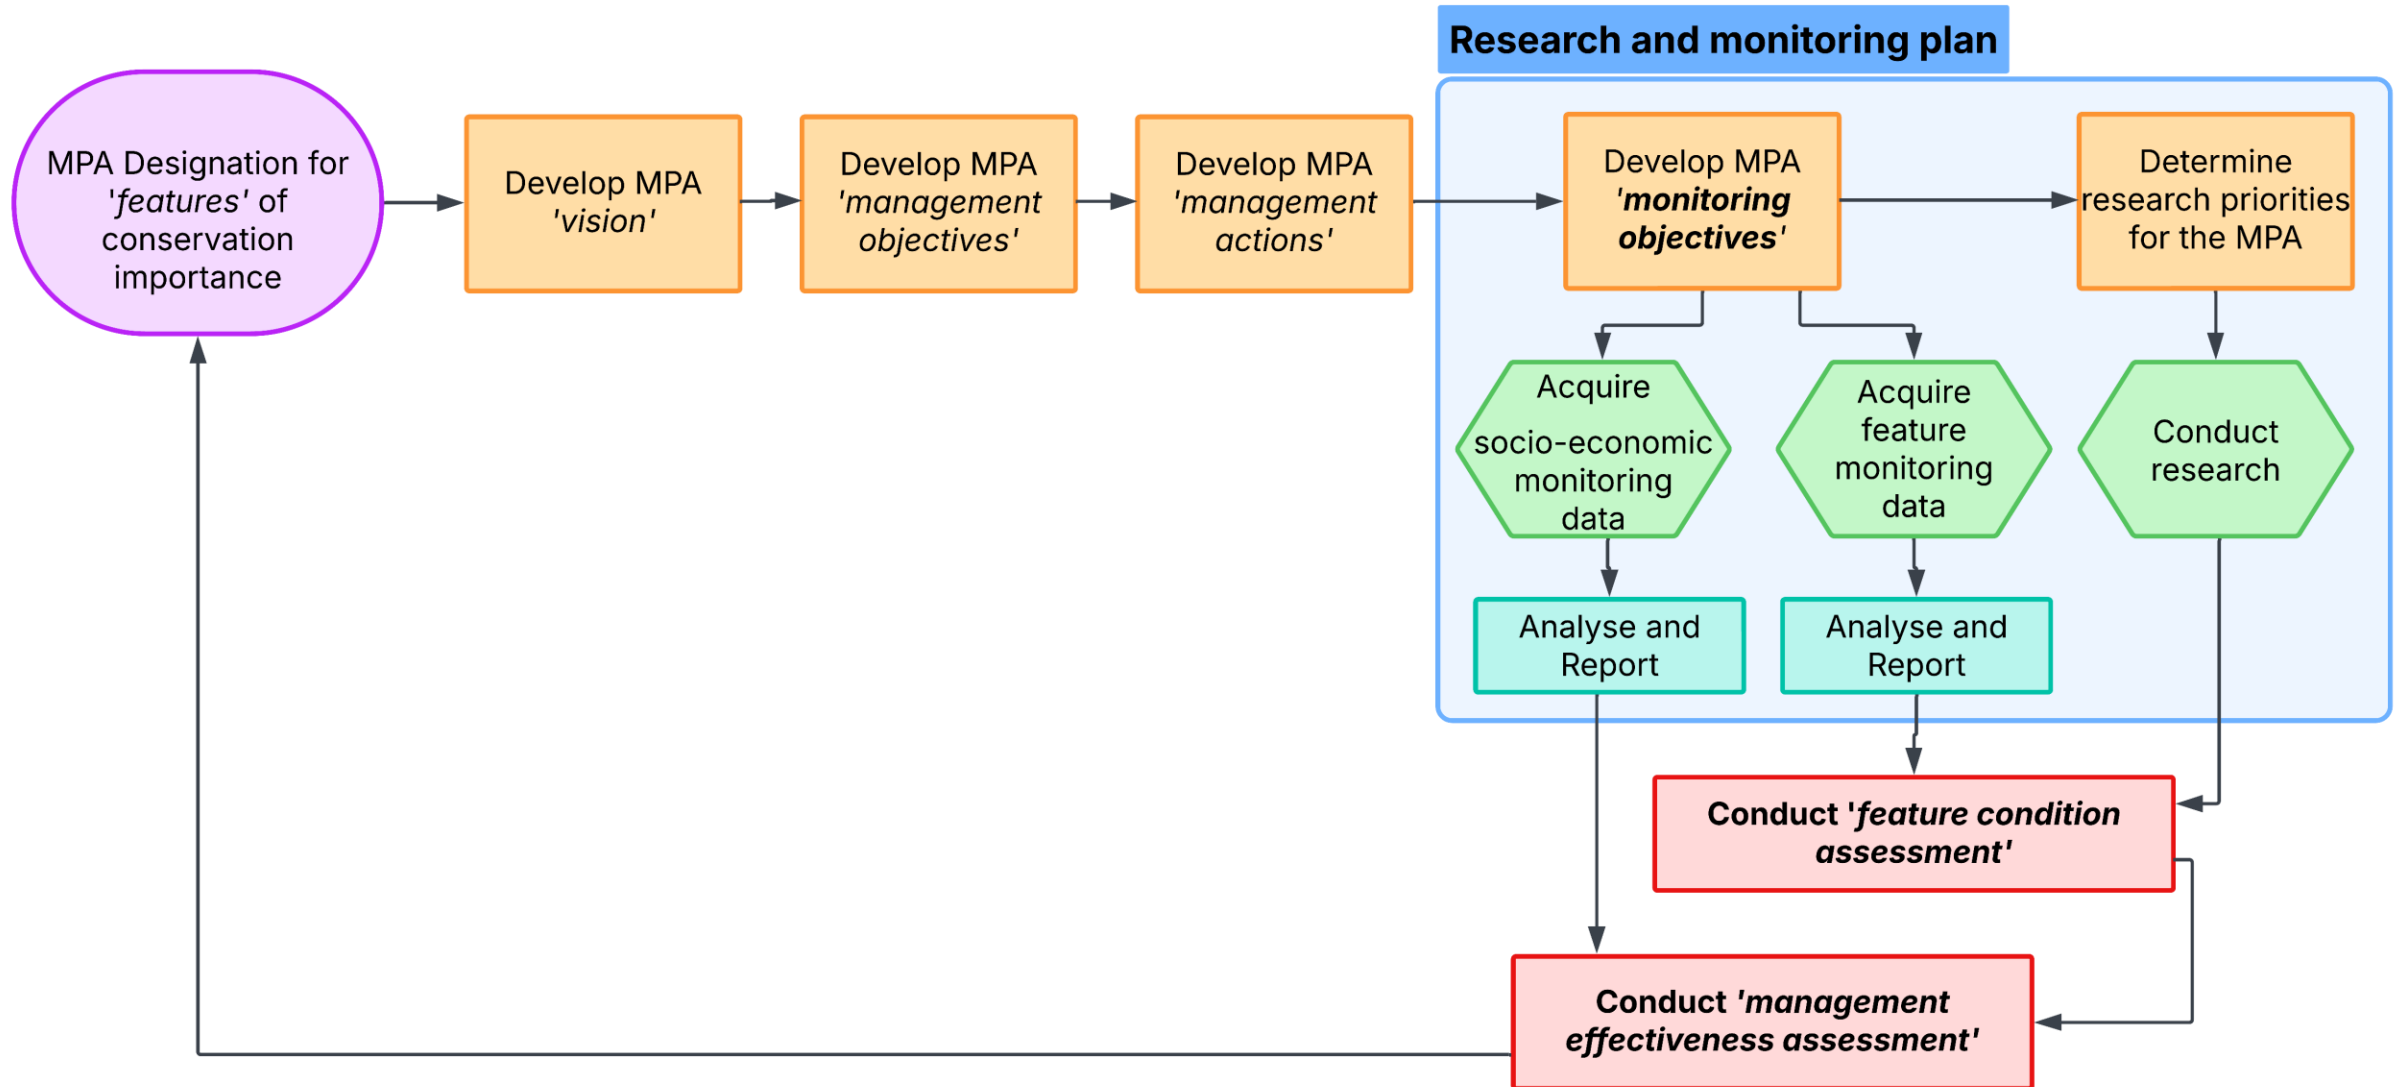 Research and monitoring plan
MPA Designation for
'features' of
conservation
importance
Develop MPA
'vision'
Develop MPA
'management
objectives'
Develop MPA
'management
actions'
Develop MPA
'monitoring
objectives'
Determine
research priorities
for the MPA
Acquire
socio-economic
monitoring
data
Acquire
feature
monitoring
data
Conduct
research
Analyse and
Report
Analyse and
Report
Conduct 'feature condition
assessment'
Conduct 'management
effectiveness assessment'